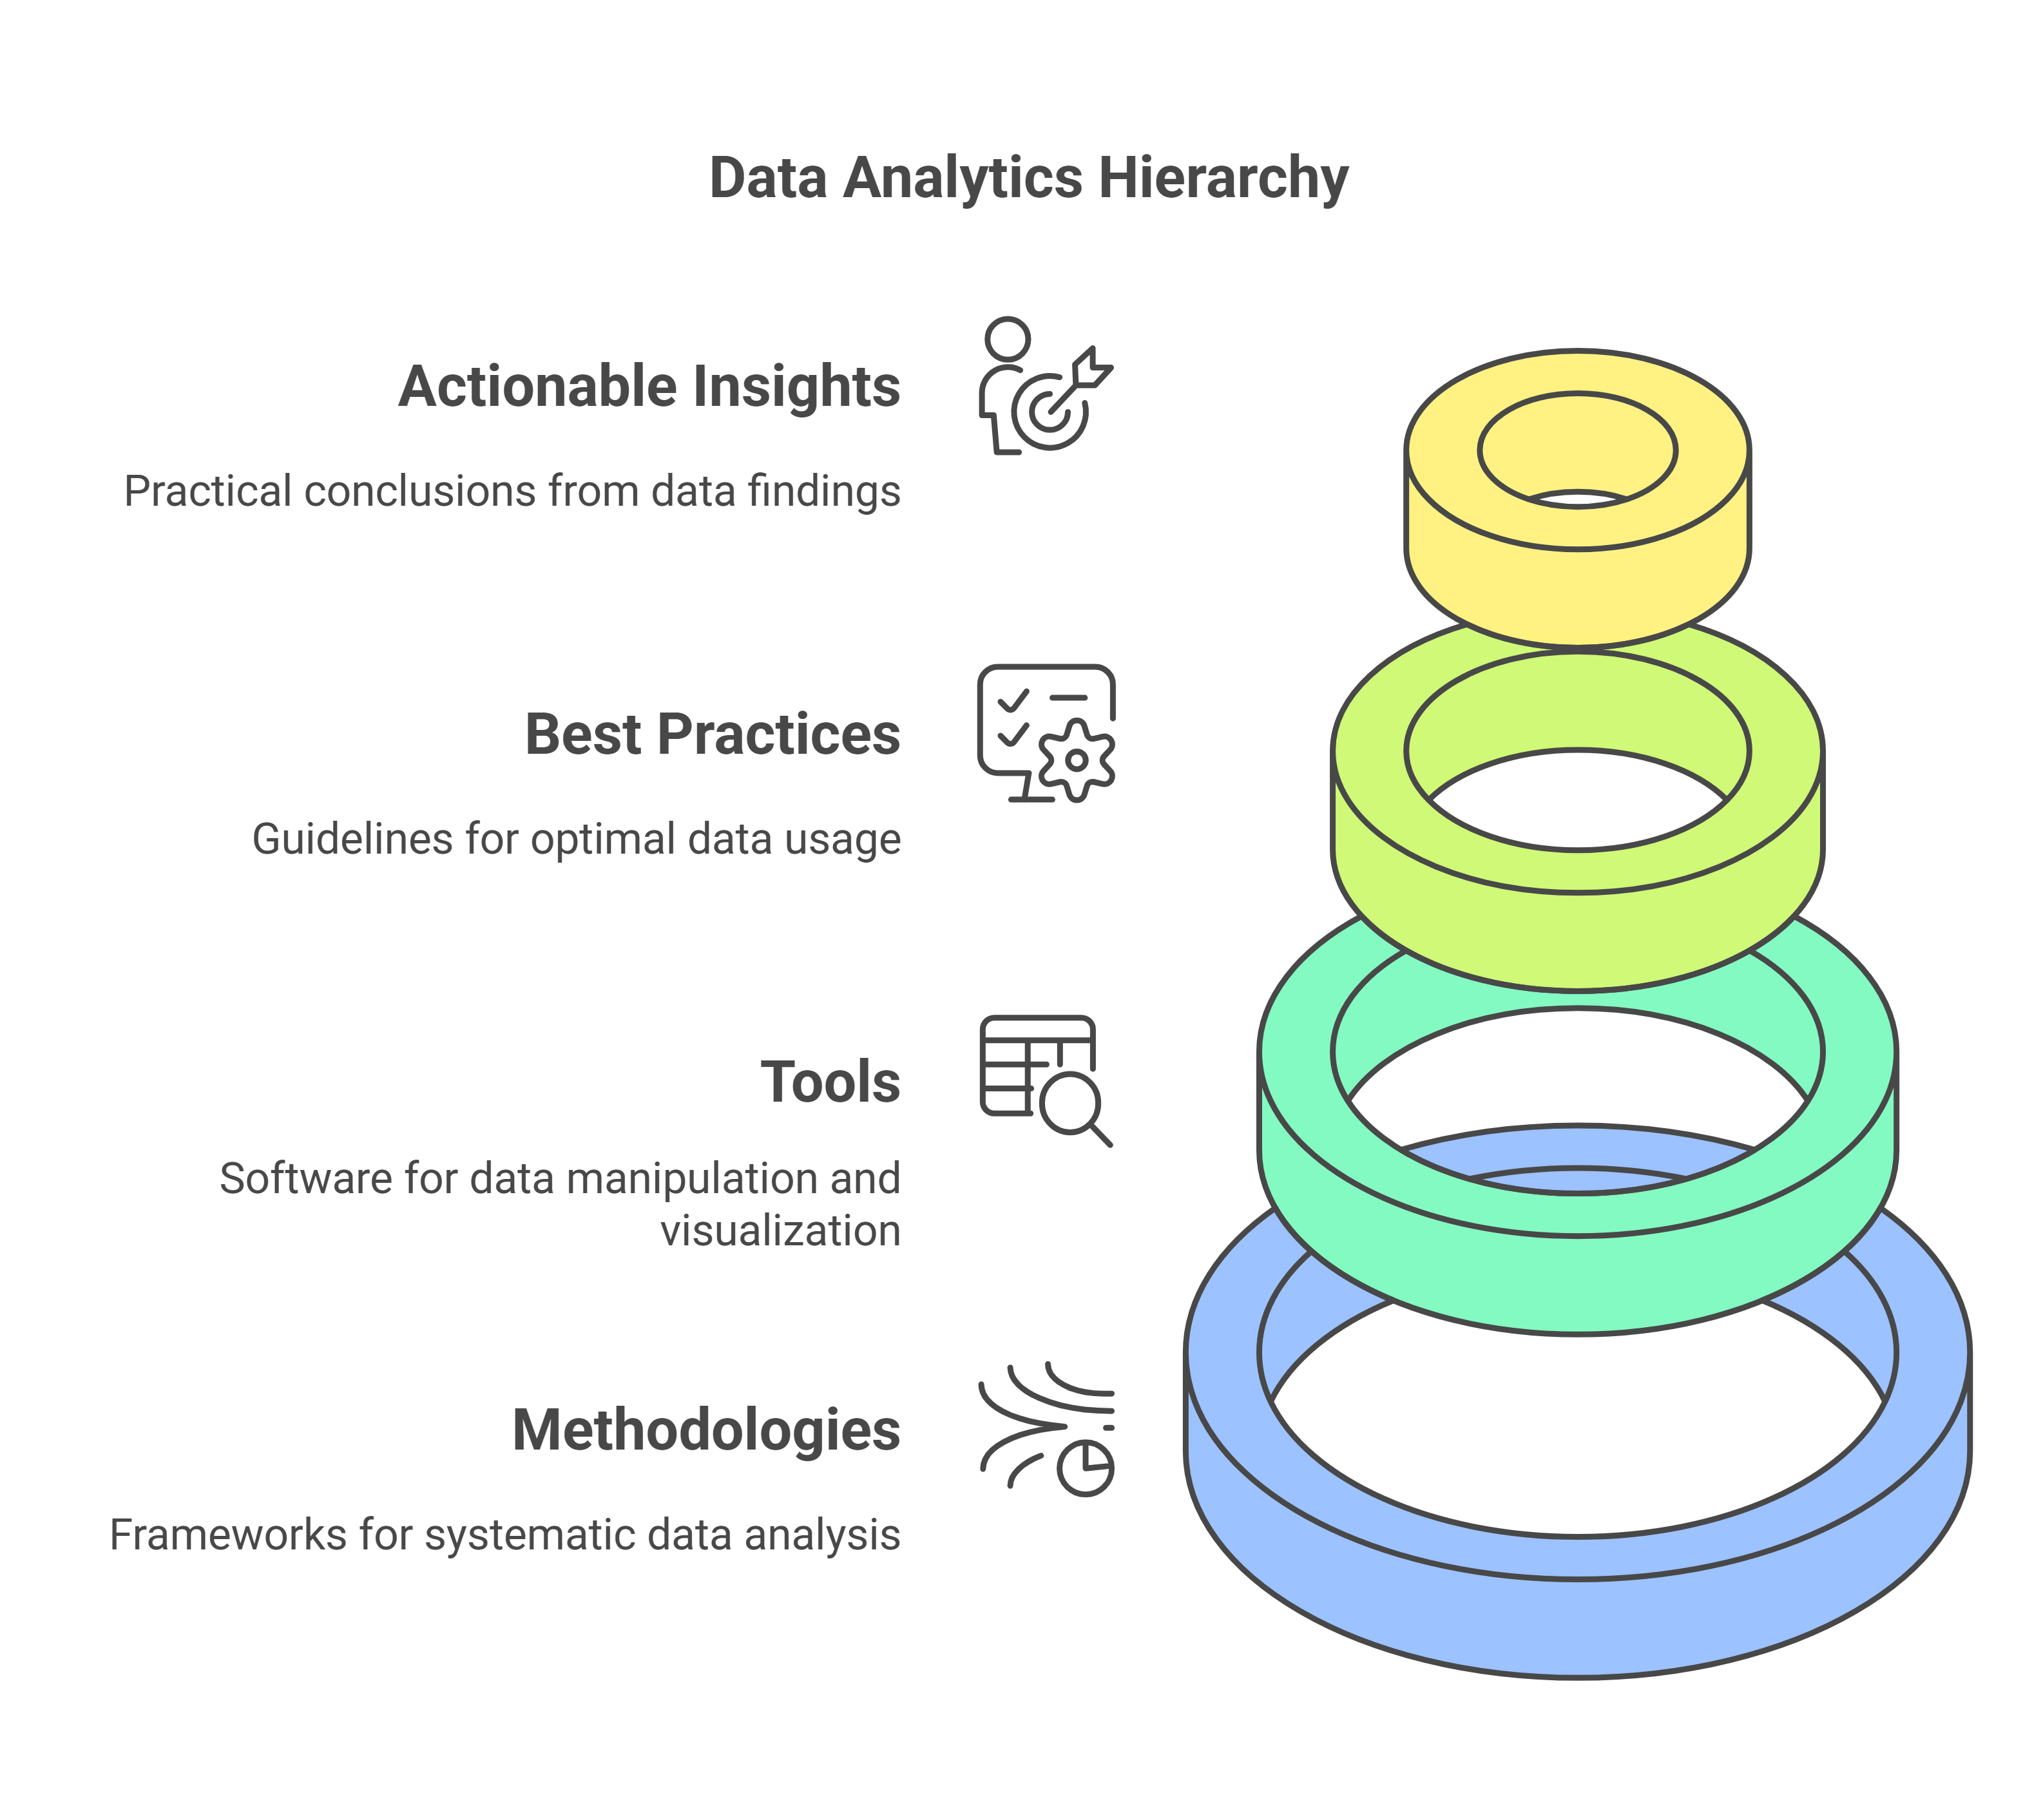 Data Analytics Hierarchy
Actionable Insights
Practical conclusions from data findings
Best Practices
Guidelines for optimal data usage
Tools
Software for data manipulation and
visualization
Methodologies
Frameworks for systematic data analysis